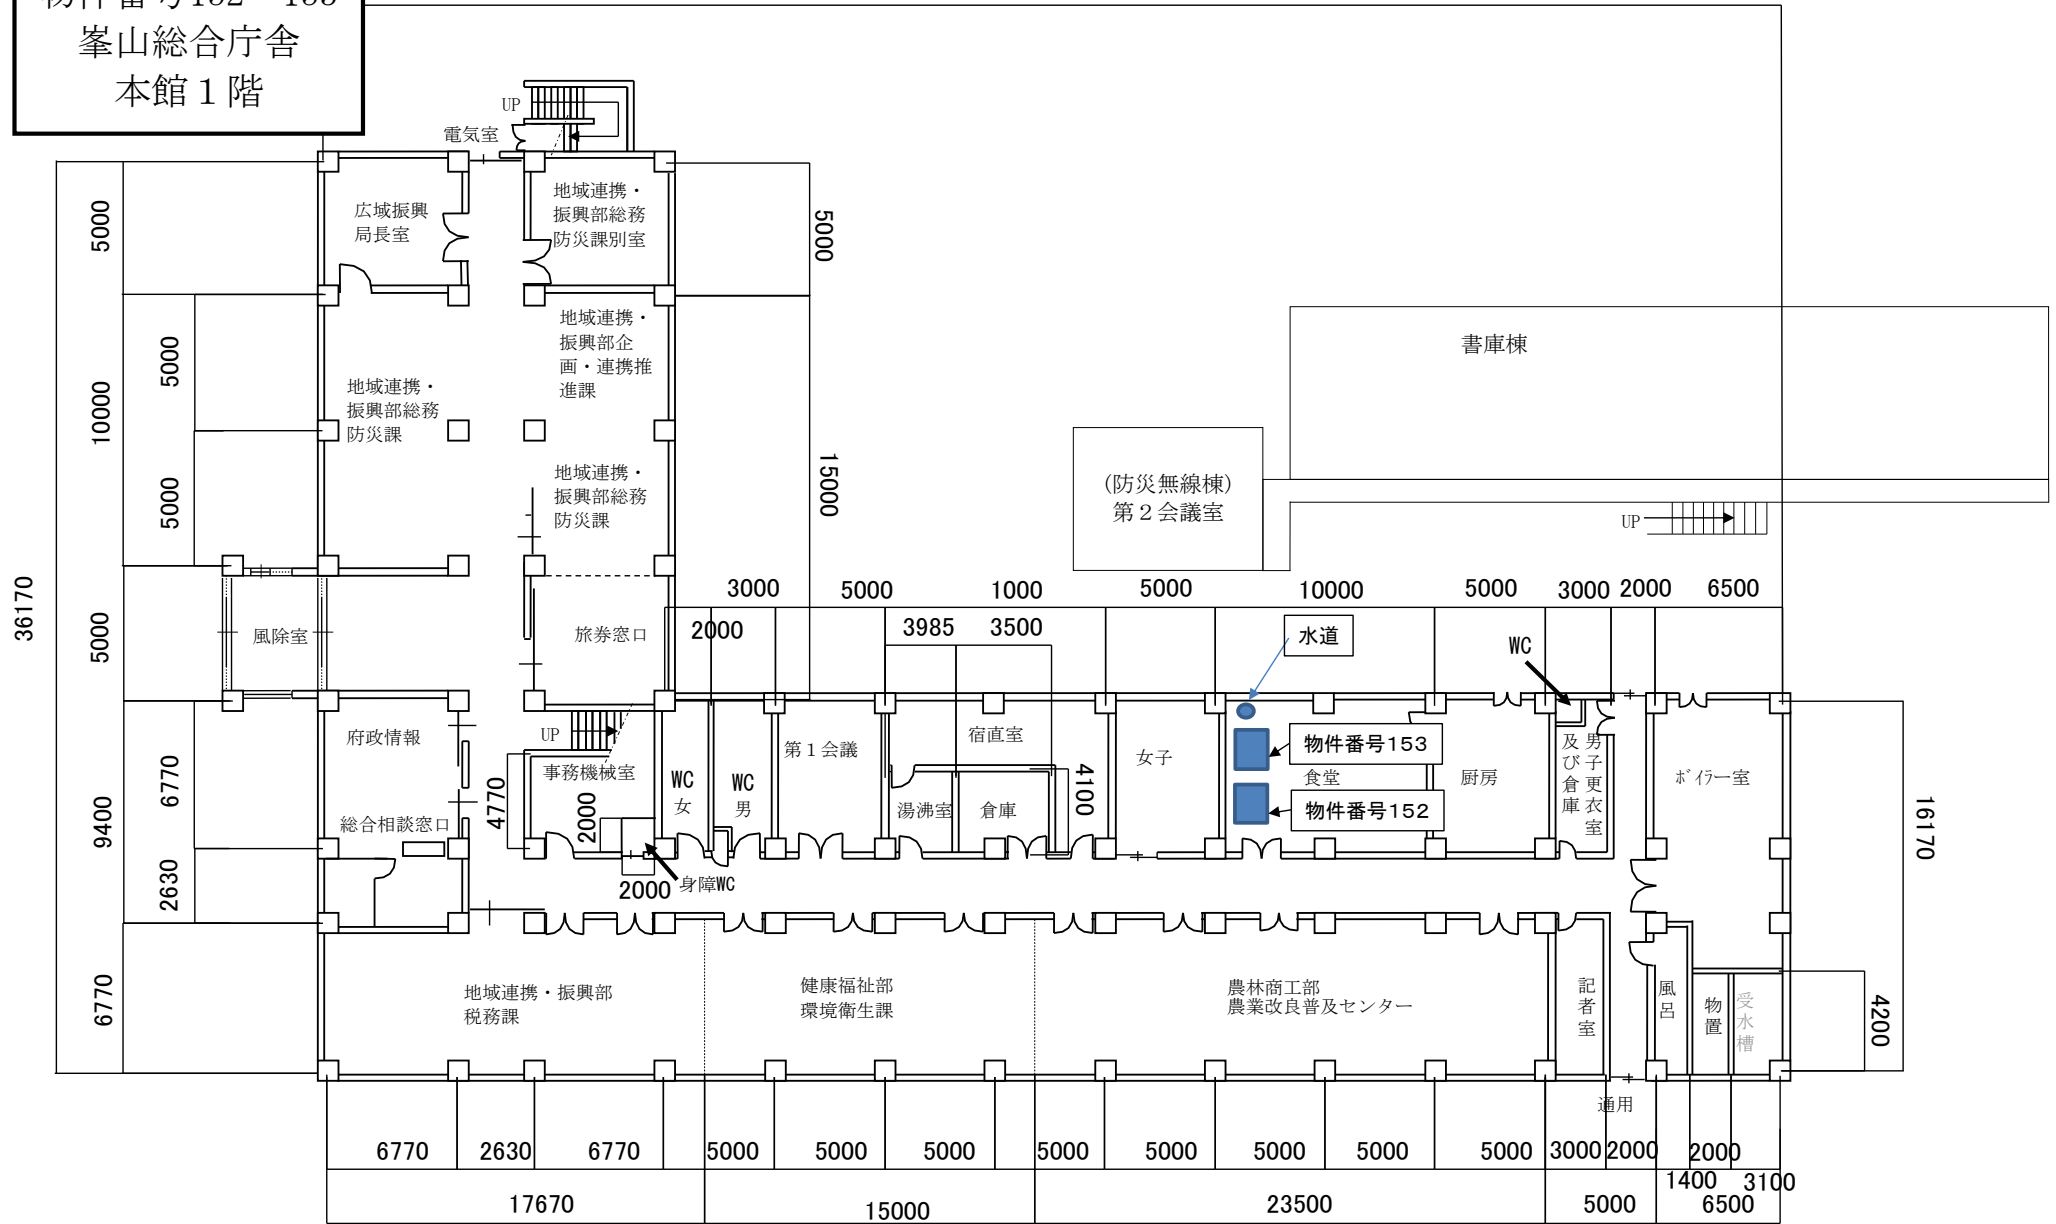 物件番号152・153
峯山総合庁舎
本館１階
UP
電気室
広域振興
局長室
地域連携・
振興部総務
防災課別室
5000
5000
地域連携・
振興部企
画・連携推
進課
5000
10000
地域連携・
振興部総務
防災課
5000
15000
地域連携・
振興部総務
防災課
書庫棟
(防災無線棟)
第２会議室
UP
36170
5000
風除室
旅券窓口
3000
5000
1000
5000
10000
5000
3000
2000
6500
2000
3985
3500
水道
WC
府政情報
UP
事務機械室
総合相談窓口
6770
9400
2630
4770
2000
2000
身障WC
WC
女
WC
男
第１会議
宿直室
湯沸室
倉庫
4100
女子
物件番号153
食堂
物件番号152
厨房
男子更衣室
及び倉庫
ボイラー室
16170
6770
地域連携・振興部
税務課
健康福祉部
環境衛生課
農林商工部
農業改良普及センター
記者室
風呂
物置
受水槽
4200
通用
6770
2630
6770
5000
5000
5000
5000
5000
5000
5000
5000
3000
2000
2000
1400
3100
17670
15000
23500
5000
6500